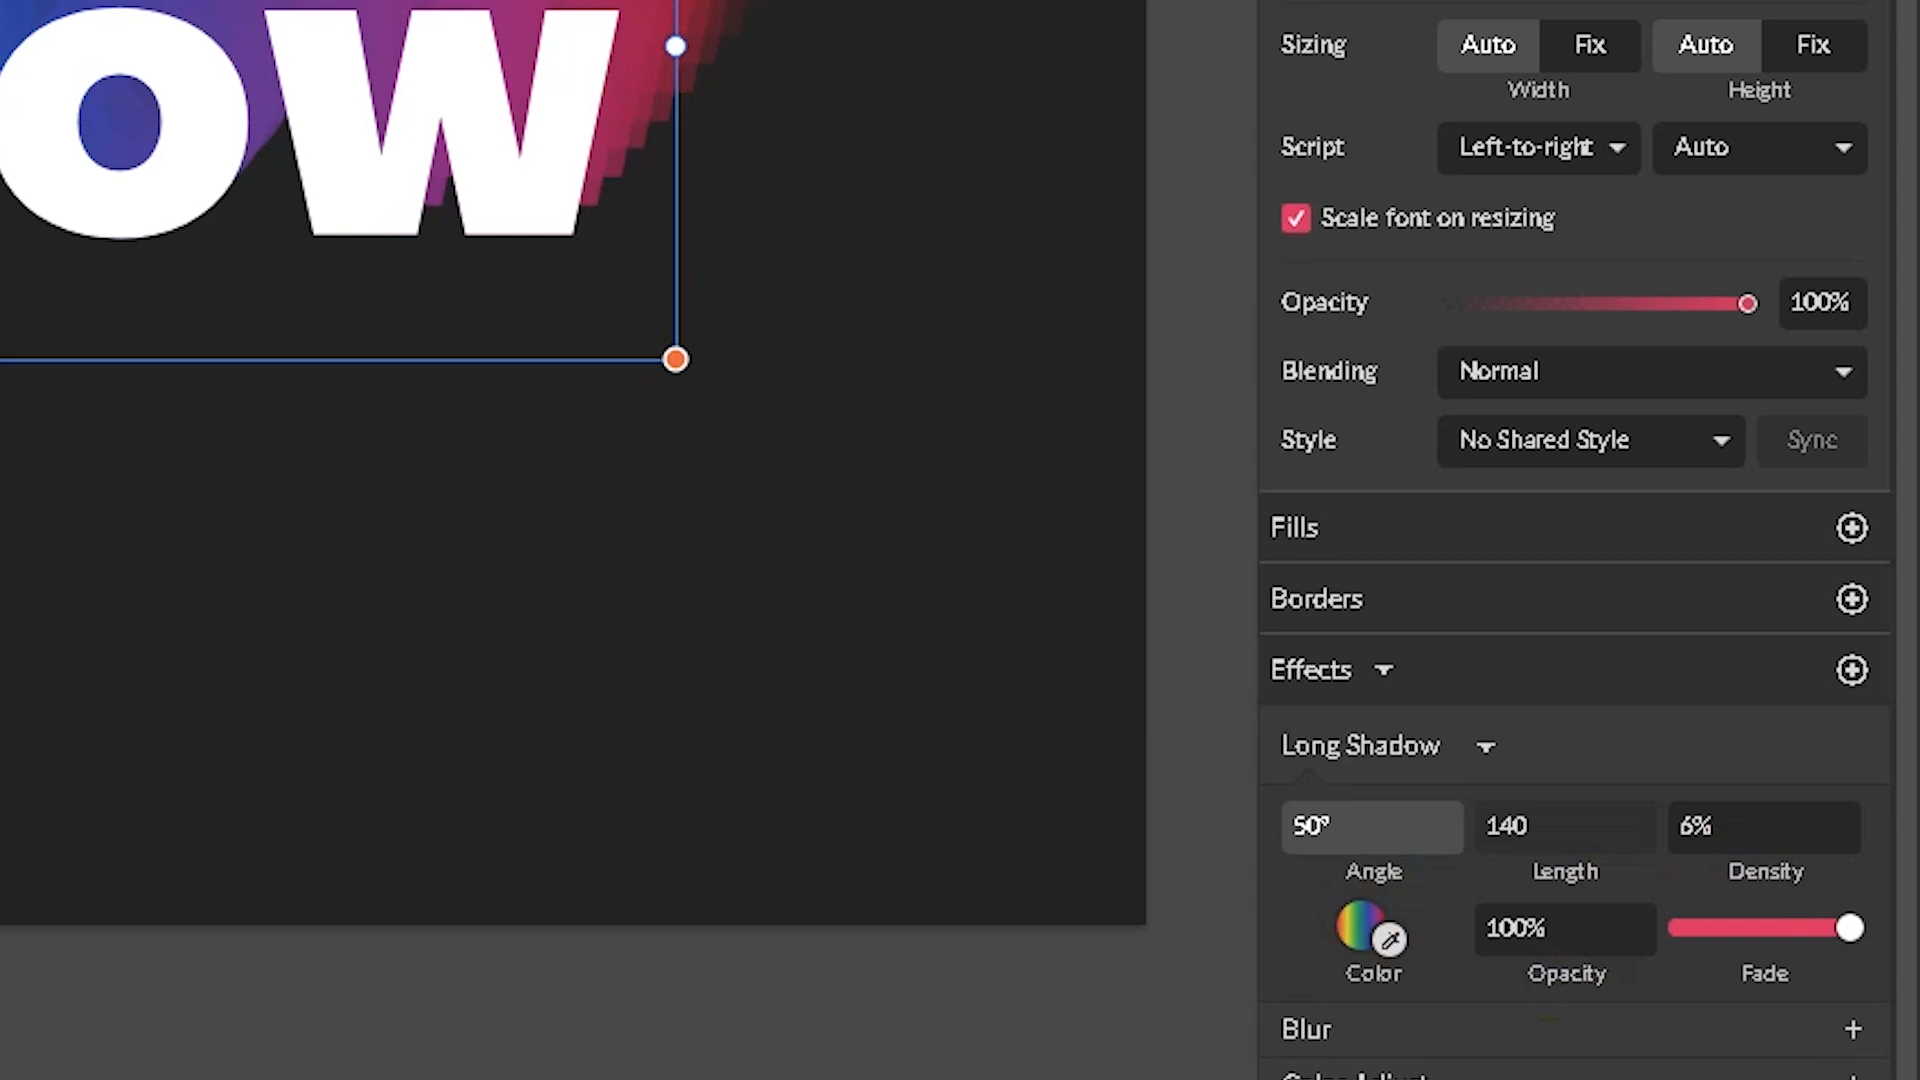 OW
Sizing Auto Fix Auto Fix
Width Height
Script Left-to-right Auto
Scale font on resizing
Opacity 100%
Blending Normal
Style No Shared Style Sync
Fills
Borders
Effects
Long Shadow
50° 140 6%
Angle Length Density
100%
Color Opacity Fade
Blur
Color Adjust